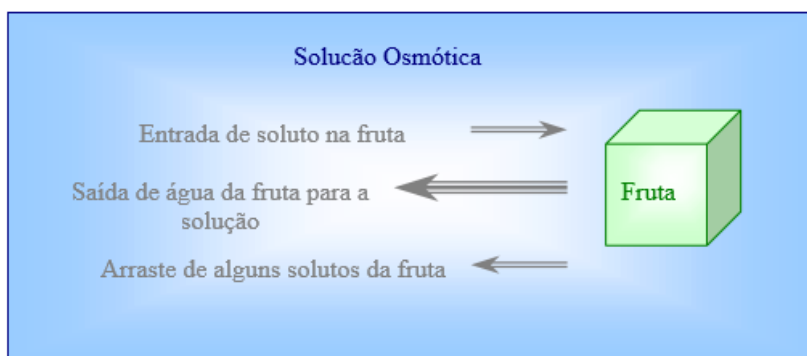 Solucão Osmótica
Entrada de soluto na fruta
Saída de água da fruta para a
solução
Fruta
Arraste de alguns solutos da fruta